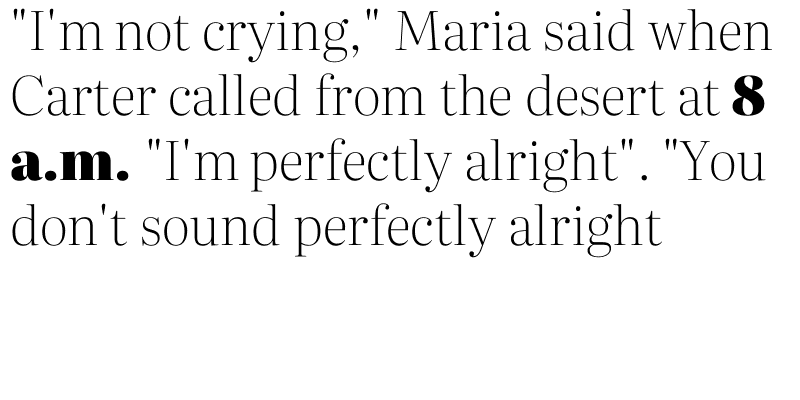 "I'm not crying," Maria said when
Carter called from the desert at 8
a.m. "I'm perfectly alright". "You
don't sound perfectly alright